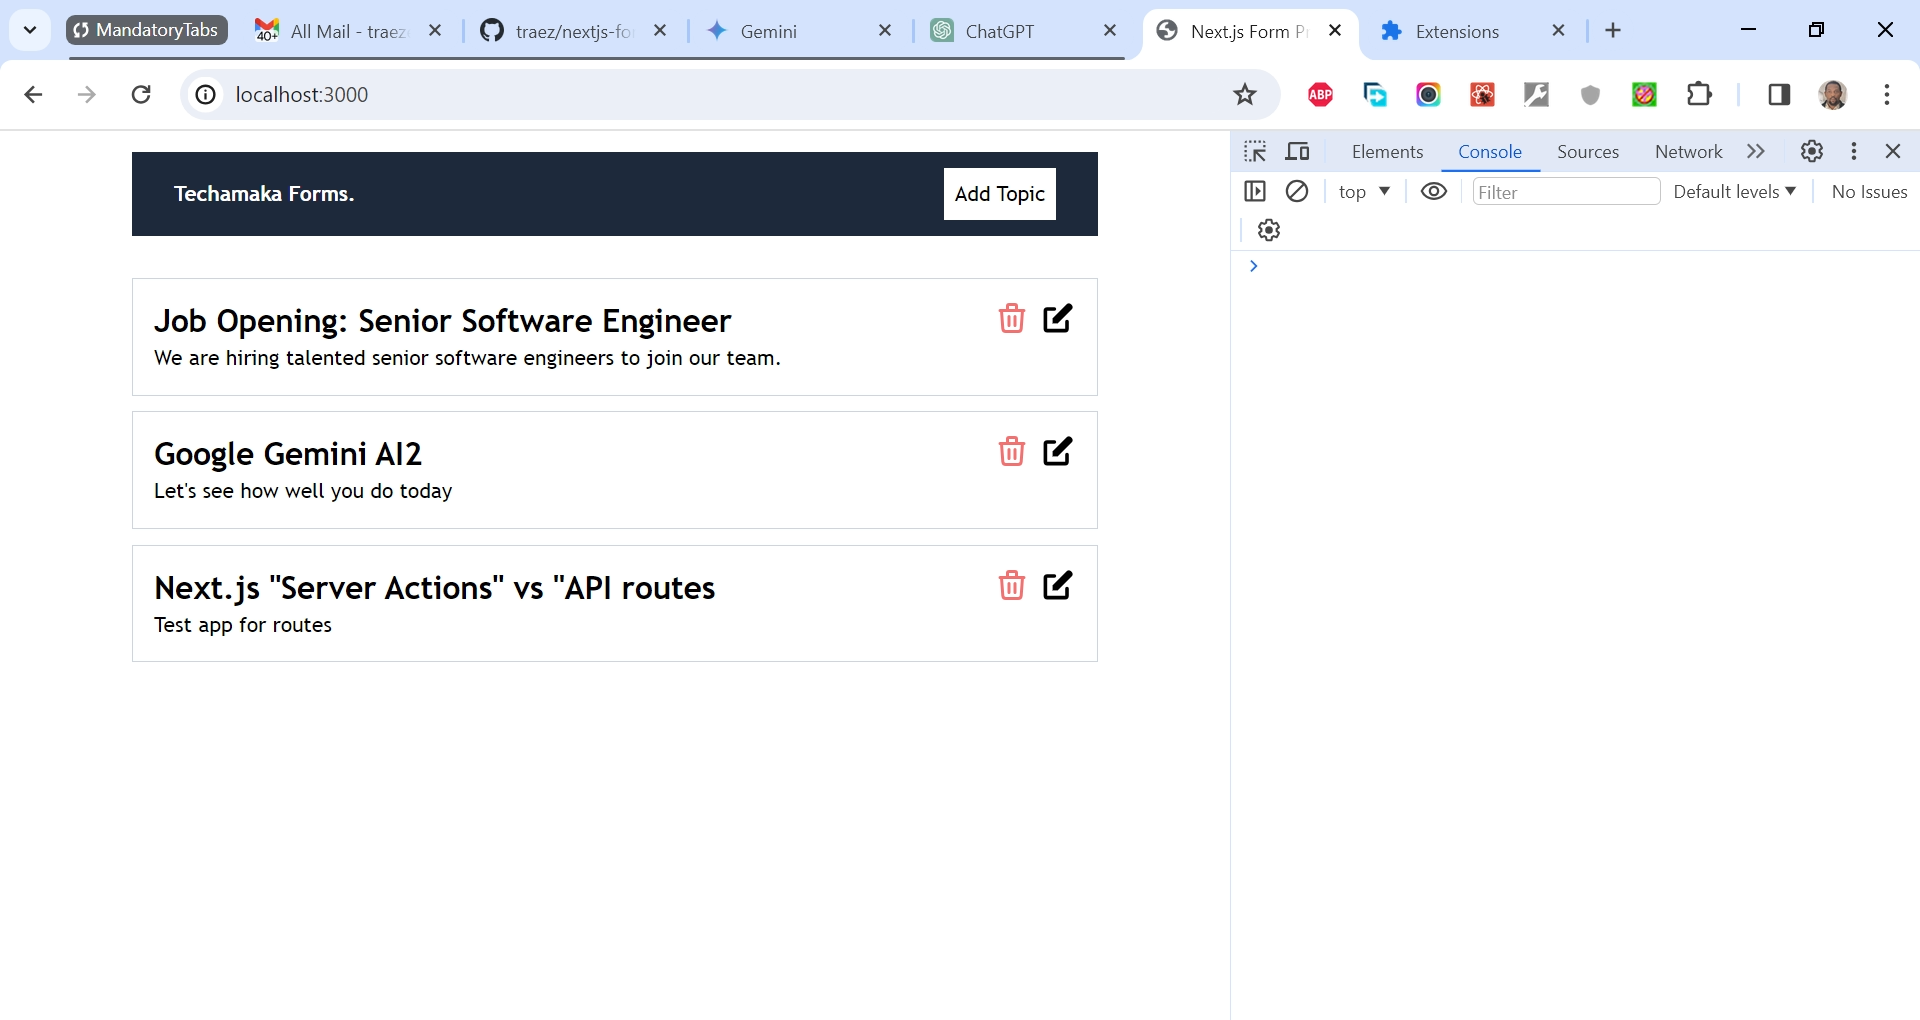 MandatoryTabs
All Mail - traez
traez/nextjs-fo
Gemini
ChatGPT
Next.js Form P
Extensions
40+
localhost:3000
ABP
Elements
Console
Sources
Network
top
Filter
Default levels
No Issues
Techamaka Forms.
Add Topic
Job Opening: Senior Software Engineer
We are hiring talented senior software engineers to join our team.
Google Gemini AI2
Let's see how well you do today
Next.js "Server Actions" vs "API routes
Test app for routes